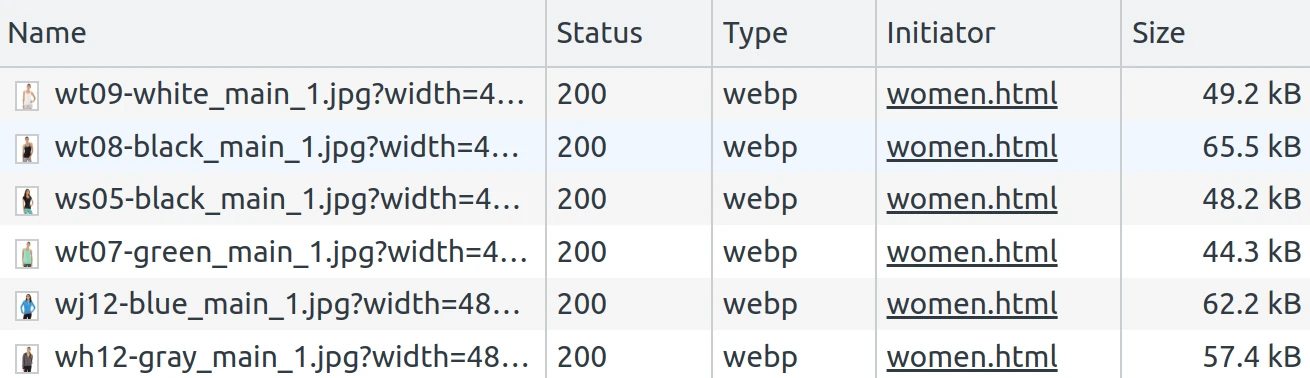 Name Status Type Initiator Size
wt09-white_main_1.jpg?width=4... 200 webp women.html 49.2 kB
wt08-black_main_1.jpg?width=4... 200 webp women.html 65.5 kB
ws05-black_main_1.jpg?width=4... 200 webp women.html 48.2 kB
wt07-green_main_1.jpg?width=4... 200 webp women.html 44.3 kB
wj12-blue_main_1.jpg?width=48... 200 webp women.html 62.2 kB
wh12-gray_main_1.jpg?width=48... 200 webp women.html 57.4 kB